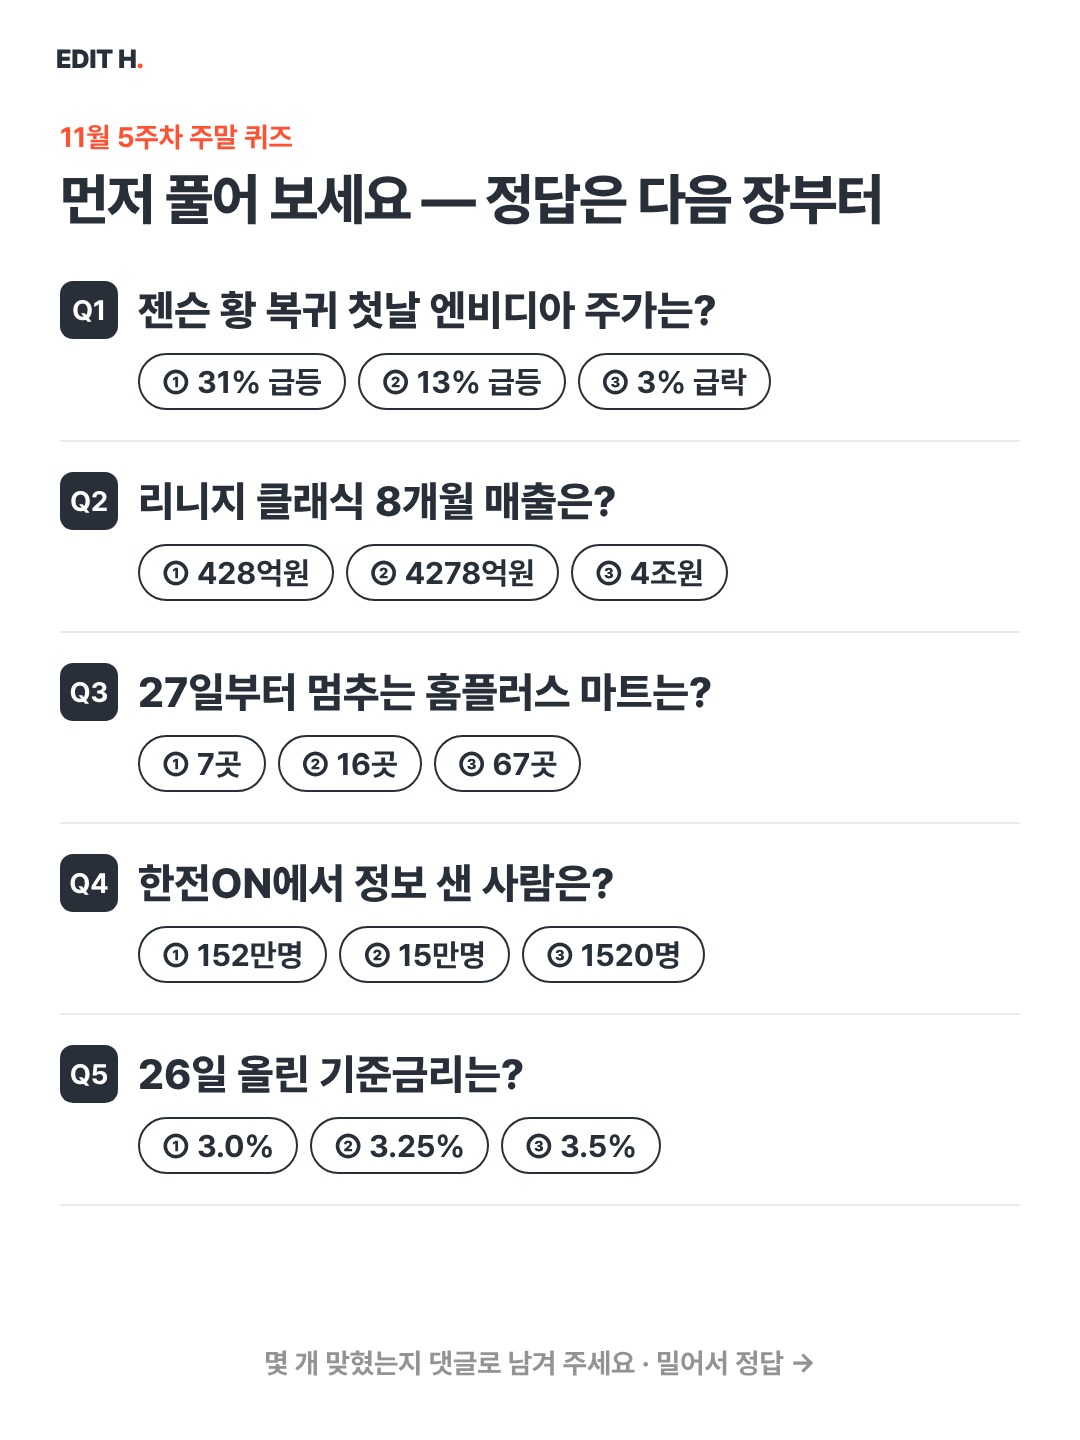 EDIT H.
11월 5주차 주말 퀴즈
먼저 풀어 보세요 — 정답은 다음 장부터
Q1 젠슨 황 복귀 첫날 엔비디아 주가는?
① 31% 급등 ② 13% 급등 ③ 3% 급락
Q2 리니지 클래식 8개월 매출은?
① 428억원 ② 4278억원 ③ 4조원
Q3 27일부터 멈추는 홈플러스 마트는?
① 7곳 ② 16곳 ③ 67곳
Q4 한전ON에서 정보 샌 사람은?
① 152만명 ② 15만명 ③ 1520명
Q5 26일 올린 기준금리는?
① 3.0% ② 3.25% ③ 3.5%
몇 개 맞혔는지 댓글로 남겨 주세요 · 밀어서 정답 →